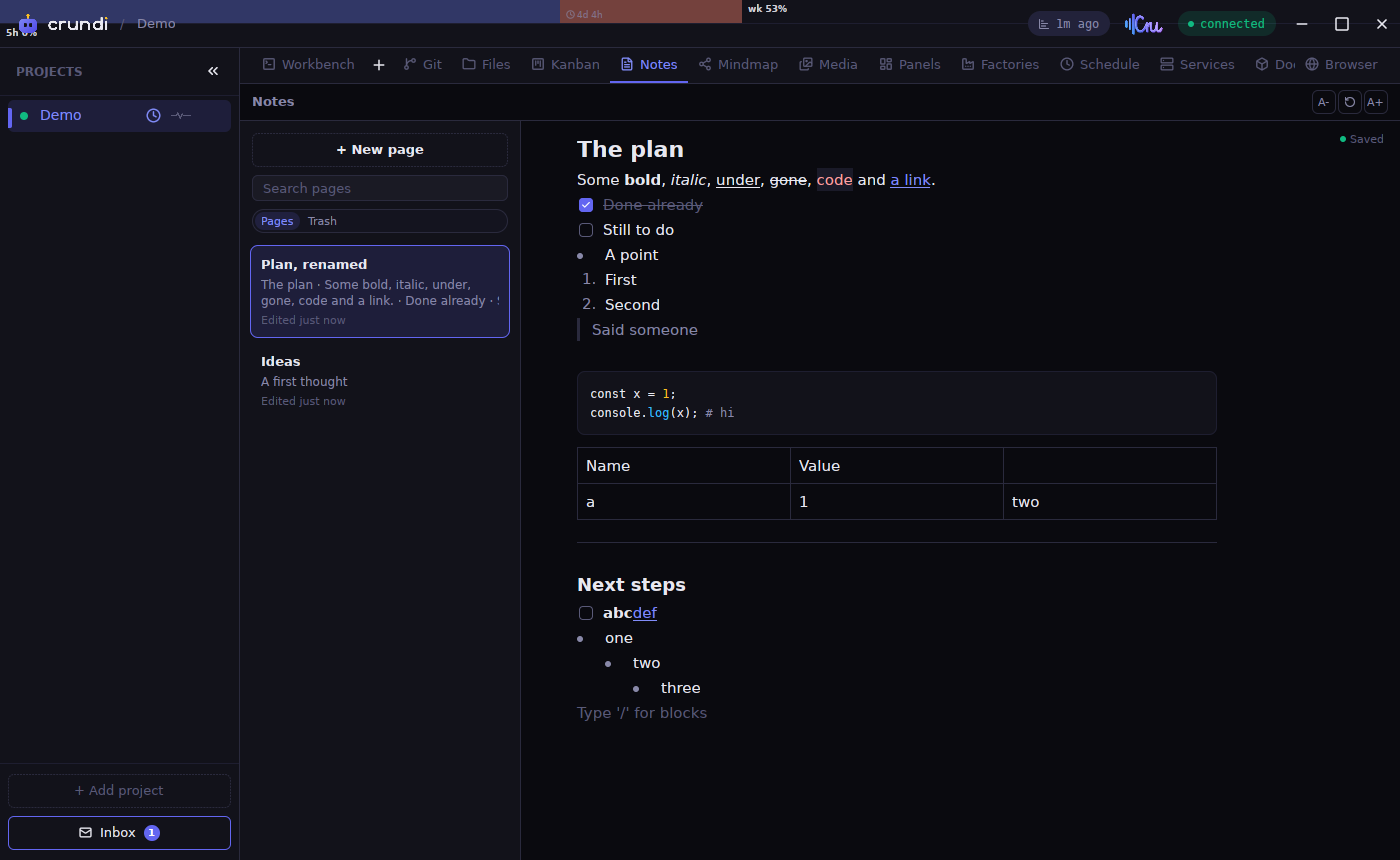 4d 4h
wk 53%
crundi / Demo
1m ago
Cru
connected
PROJECTS
Workbench + Git Files Kanban Notes Mindmap Media Panels Factories Schedule Services Browser
Demo
Notes
A- A+
+ New page
Search pages
Pages Trash
Plan, renamed
The plan · Some bold, italic, under,
gone, code and a link. · Done already ·
Edited just now
Ideas
A first thought
Edited just now
Saved
The plan
Some bold, italic, under, gone, code and a link.
Done already
Still to do
A point
1. First
2. Second
Said someone
const x = 1;
console.log(x); # hi
Name Value
a 1 two
Next steps
abcdef
one
two
three
Type '/' for blocks
+ Add project
Inbox 1